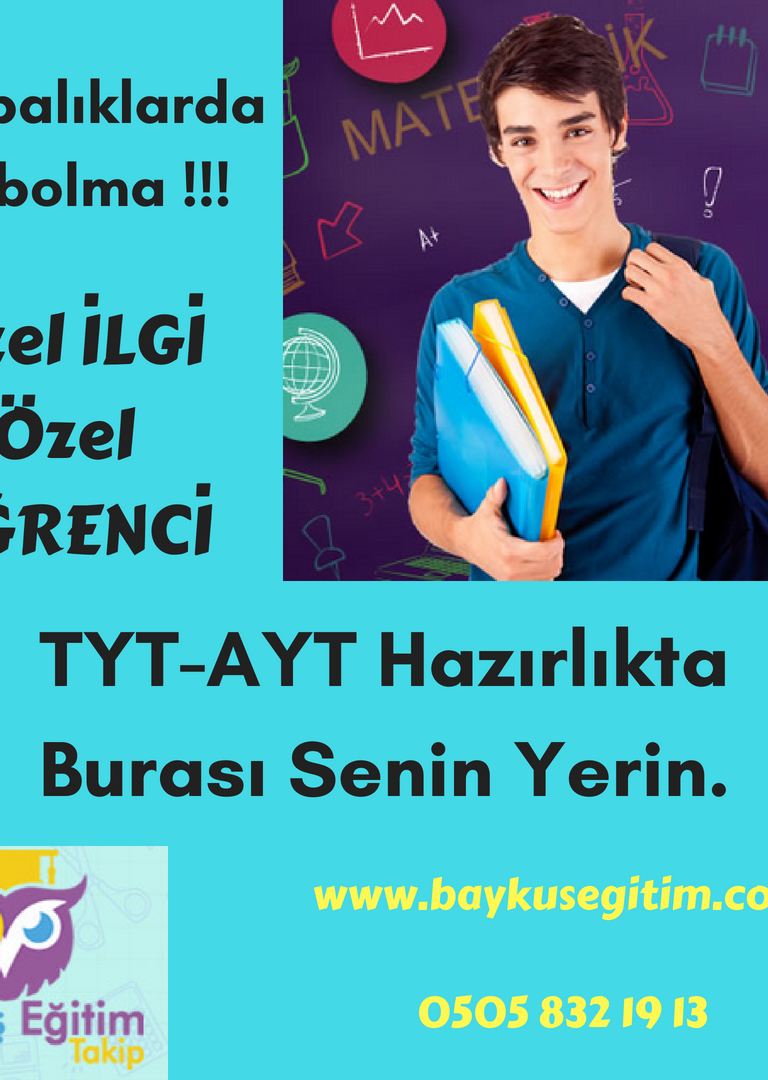 balıklarda
bolma !!!
zel İLGİ
Özel
ĞRENCİ
MATE İK
A+
3+4
TYT-AYT Hazırlıkta
Burası Senin Yerin.
www.baykusegitim.co
0505 832 19 13
ş Eğitim
Takip